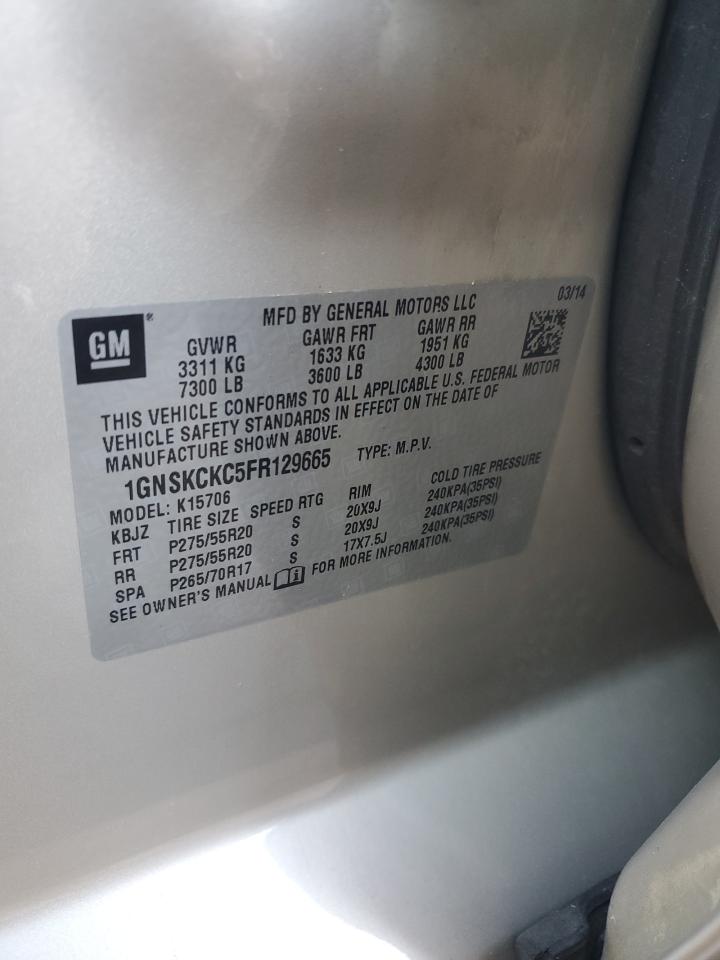 GM ®
MFD BY GENERAL MOTORS LLC 03/14
GVWR GAWR FRT GAWR RR
3311 KG 1633 KG 1951 KG
7300 LB 3600 LB 4300 LB
THIS VEHICLE CONFORMS TO ALL APPLICABLE U.S. FEDERAL MOTOR
VEHICLE SAFETY STANDARDS IN EFFECT ON THE DATE OF
MANUFACTURE SHOWN ABOVE.
1GNSKCKC5FR129665 TYPE: M.P.V.
MODEL: K15706
KBJZ TIRE SIZE SPEED RTG RIM COLD TIRE PRESSURE
FRT P275/55R20 S 20X9J 240KPA(35PSI)
RR P275/55R20 S 20X9J 240KPA(35PSI)
SPA P265/70R17 S 17X7.5J 240KPA(35PSI)
SEE OWNER'S MANUAL FOR MORE INFORMATION.